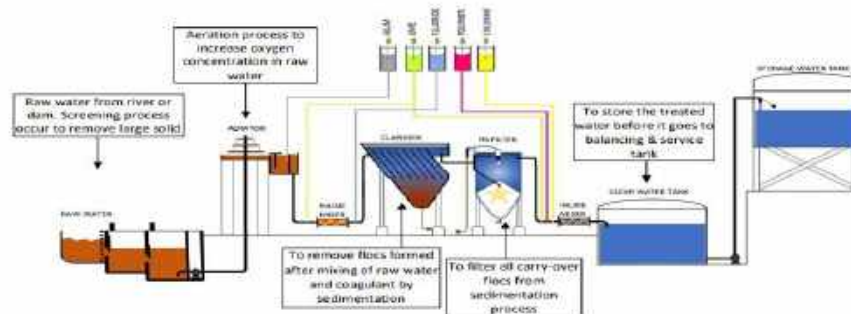 Aeration process to
increase oxygen
concentration in raw
water
ALUM
LIME
FLUORIDE
POLYMER
CHLORINE
STORAGE WATER TANK
Raw water from river or
dam. Screening process
occur to remove large solid
To store the treated
water before it goes to
balancing & service
tank
AERATOR
CLARIFIER
CLEAR WATER TANK
RAW WATER
To remove flocs formed
after mixing of raw water
and coagulant by
sedimentation
To filter all carry-over
flocs from
sedimentation
process